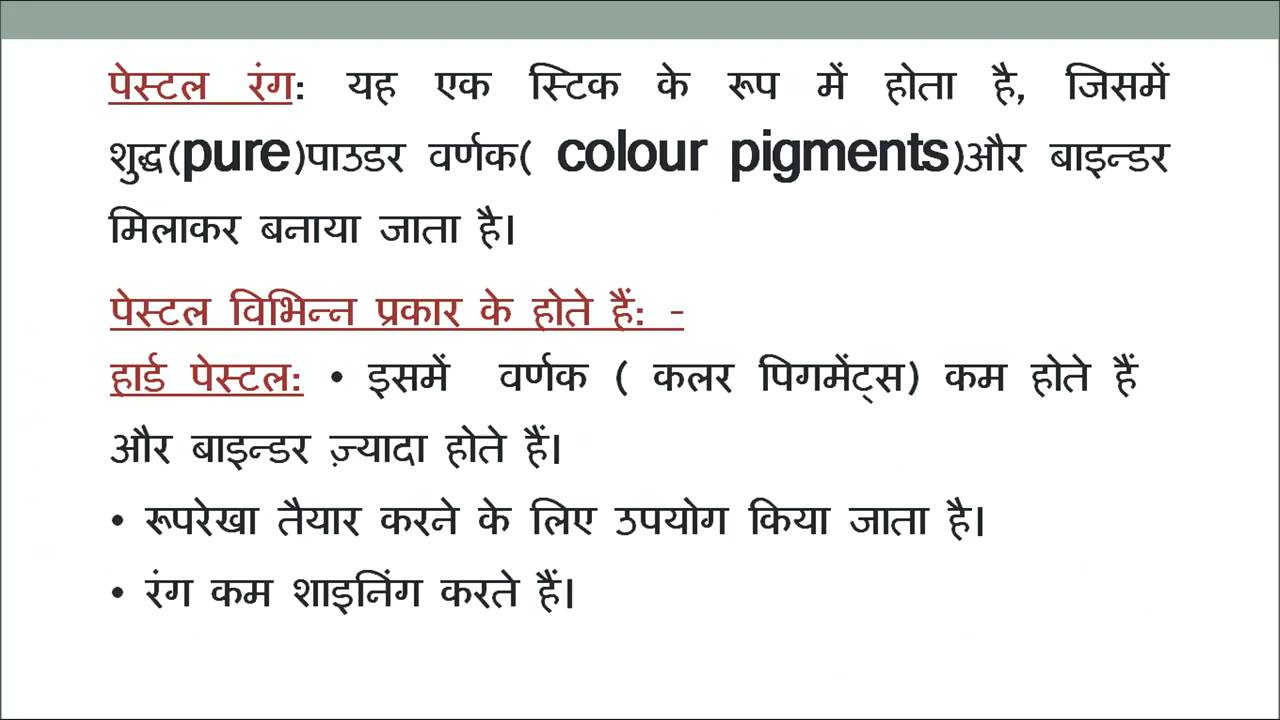 पेस्टल रंग: यह एक स्टिक के रूप में होता है, जिसमें
शुद्ध(pure)पाउडर वर्णक( colour pigments)और बाइन्डर
मिलाकर बनाया जाता है।
पेस्टल विभिन्न प्रकार के होते हैं: -
हार्ड पेस्टल: • इसमें वर्णक ( कलर पिगमेंट्स) कम होते हैं
और बाइन्डर ज़्यादा होते हैं।
• रूपरेखा तैयार करने के लिए उपयोग किया जाता है।
• रंग कम शाइनिंग करते हैं।